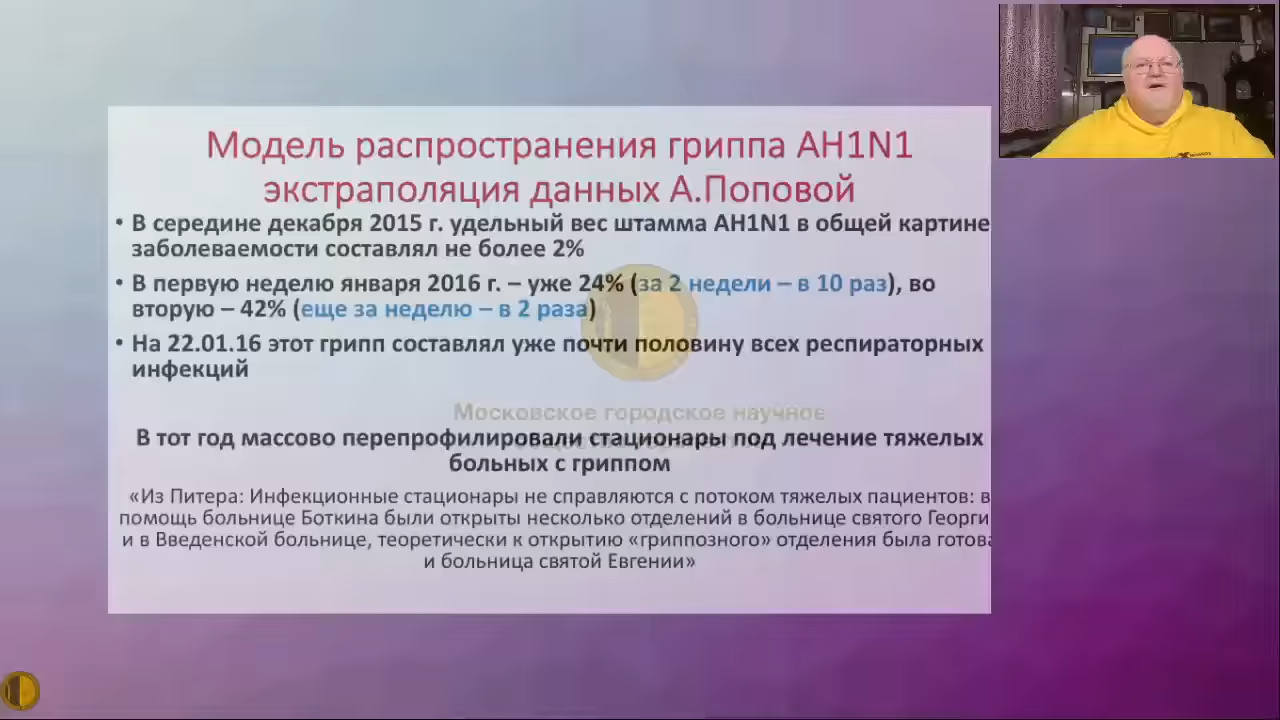 Модель распространения гриппа AH1N1
экстраполяция данных А.Поповой
• В середине декабря 2015 г. удельный вес штамма AH1N1 в общей картине
заболеваемости составлял не более 2%
• В первую неделю января 2016 г. – уже 24% (за 2 недели – в 10 раз), во
вторую – 42% (еще за неделю – в 2 раза)
• На 22.01.16 этот грипп составлял уже почти половину всех респираторных
инфекций
Московское городское научное
В тот год массово перепрофилировали стационары под лечение тяжелых
больных с гриппом
«Из Питера: Инфекционные стационары не справляются с потоком тяжелых пациентов: в
помощь больнице Боткина были открыты несколько отделений в больнице святого Георги
и в Введенской больнице, теоретически к открытию «гриппозного» отделения была готова
и больница святой Евгении»